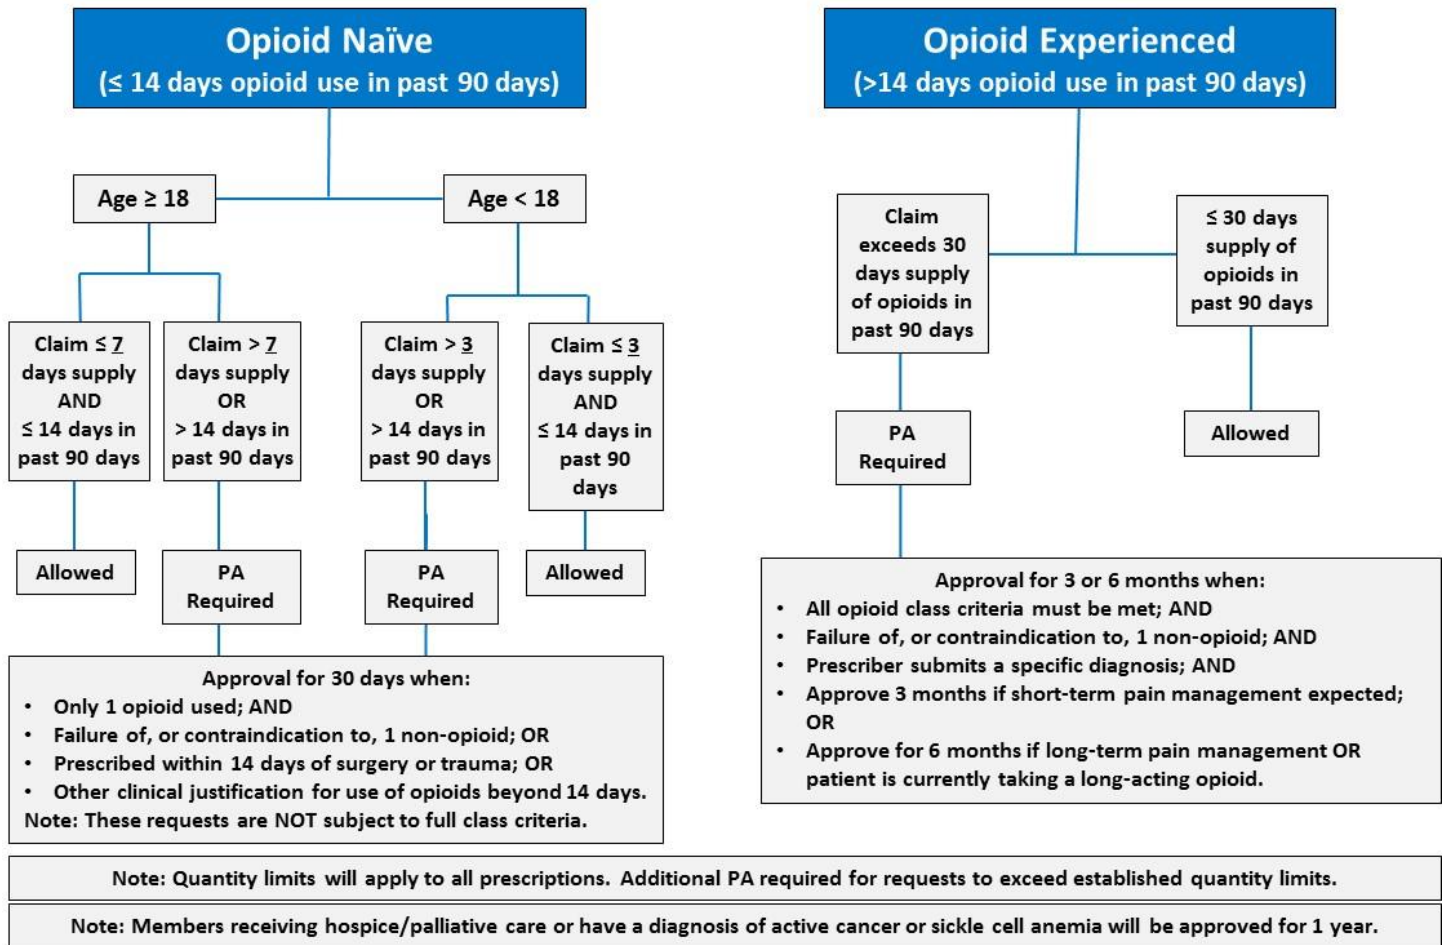 Opioid Naïve
(≤ 14 days opioid use in past 90 days)
Opioid Experienced
(>14 days opioid use in past 90 days)
Age ≥ 18
Age < 18
Claim ≤ 7
days supply
AND
≤ 14 days in
past 90 days
Claim > 7
days supply
OR
> 14 days in
past 90 days
Claim > 3
days supply
OR
> 14 days in
past 90 days
Claim ≤ 3
days supply
AND
≤ 14 days in
past 90
days
Allowed
PA
Required
PA
Required
Allowed
Approval for 30 days when:
• Only 1 opioid used; AND
• Failure of, or contraindication to, 1 non-opioid; OR
• Prescribed within 14 days of surgery or trauma; OR
• Other clinical justification for use of opioids beyond 14 days.
Note: These requests are NOT subject to full class criteria.
Claim
exceeds 30
days supply
of opioids in
past 90 days
≤ 30 days
supply of
opioids in
past 90 days
PA
Required
Allowed
Approval for 3 or 6 months when:
• All opioid class criteria must be met; AND
• Failure of, or contraindication to, 1 non-opioid; AND
• Prescriber submits a specific diagnosis; AND
• Approve 3 months if short-term pain management expected;
OR
• Approve for 6 months if long-term pain management OR
patient is currently taking a long-acting opioid.
Note: Quantity limits will apply to all prescriptions. Additional PA required for requests to exceed established quantity limits.
Note: Members receiving hospice/palliative care or have a diagnosis of active cancer or sickle cell anemia will be approved for 1 year.